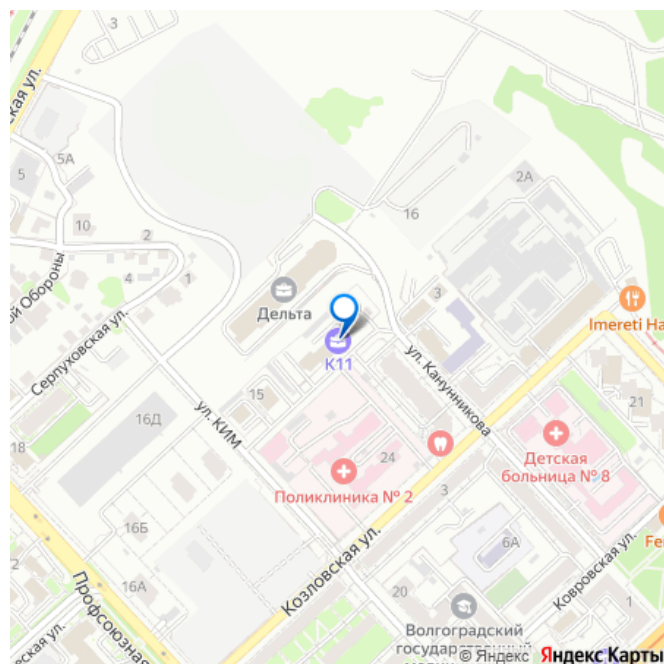 3
ская ул.
5А
5
10
2
4
1
2А
16
3
ой Обороны
Дельта
Imereti Ha
К11
Серпуховская ул.
ул. Канунникова
15
21
16Д
ул. КИМ
18
24
Детская
больница № 8
Поликлиника № 2
3
16Б
6А
Fe
Козловская ул.
2
16А
Профсоюзная
20
Ковровская ул.
1
Волгоградский
государственный
вская ул.
© Яндекс Яндекс Карты